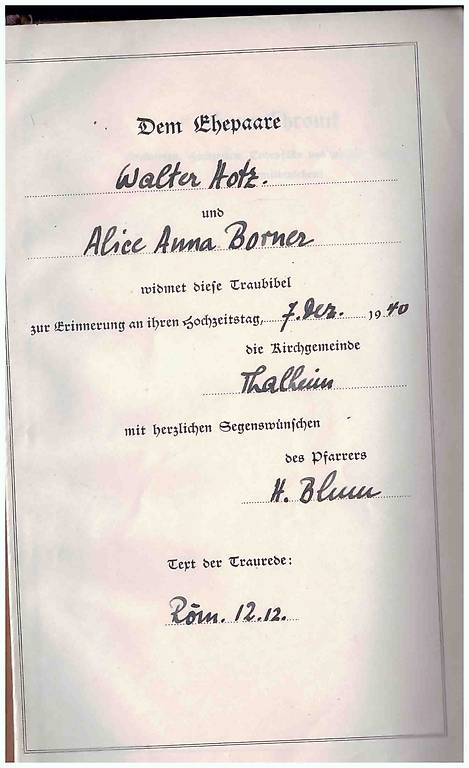 Dem Ehepaare
Walter Hotz.
und
Alice Anna Borner
widmet diese Traubibel
zur Erinnerung an ihren Hochzeitstag, 7. Dez. 1940
die Kirchgemeinde
Thalheim
mit herzlichen Segenswünschen
des Pfarrers
H. Blum
Text der Traurede:
Röm. 12.12.